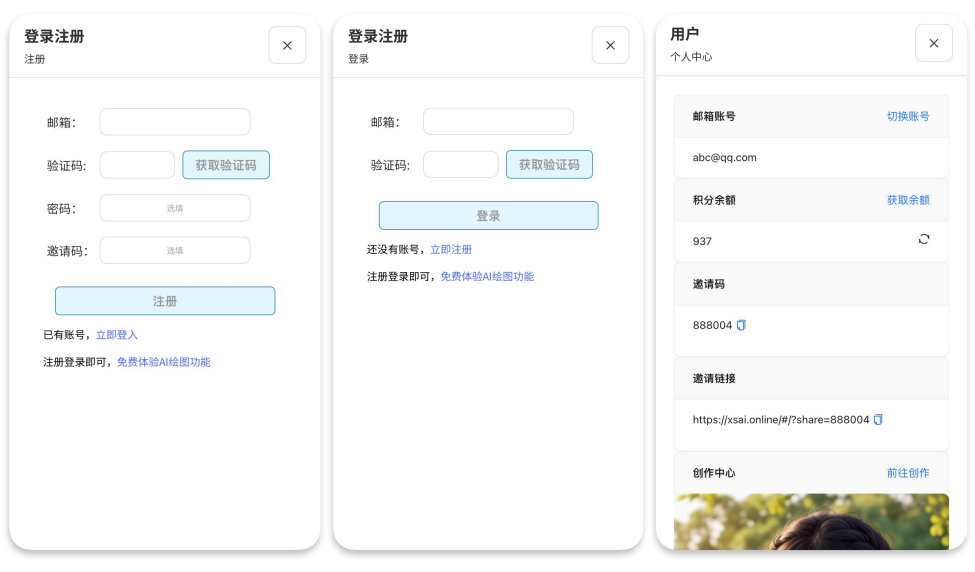 登录注册
注册
邮箱：
验证码: 获取验证码
密码： 选填
邀请码： 选填
注册
已有账号，立即登入
注册登录即可，免费体验AI绘图功能
登录注册
登录
邮箱：
验证码: 获取验证码
登录
还没有账号，立即注册
注册登录即可，免费体验AI绘图功能
用户
个人中心
邮箱账号 切换账号
abc@qq.com
积分余额 获取余额
937
邀请码
888004
邀请链接
https://xsai.online/#/?share=888004
创作中心 前往创作